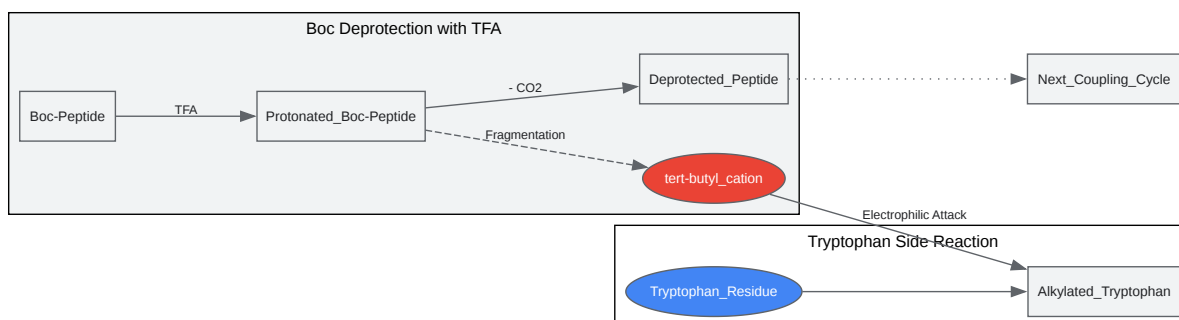 Boc Deprotection with TFA
Boc-Peptide
TFA
Protonated_Boc-Peptide
- CO2
Deprotected_Peptide
Next_Coupling_Cycle
Fragmentation
tert-butyl_cation
Electrophilic Attack
Tryptophan Side Reaction
Tryptophan_Residue
Alkylated_Tryptophan